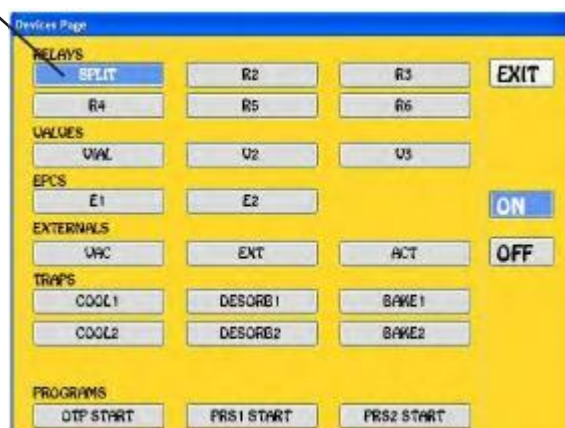 Devices Page
RELAYS
SPLIT R2 R3 EXIT
R4 R5 R6
VALVES
VIAL V2 V3
EPCS
E1 E2 ON
EXTERNALS
VAC EXT ACT OFF
TRAPS
COOL1 DESORB1 BAKE1
COOL2 DESORB2 BAKE2
PROGRAMS
OTP START PRS1 START PRS2 START